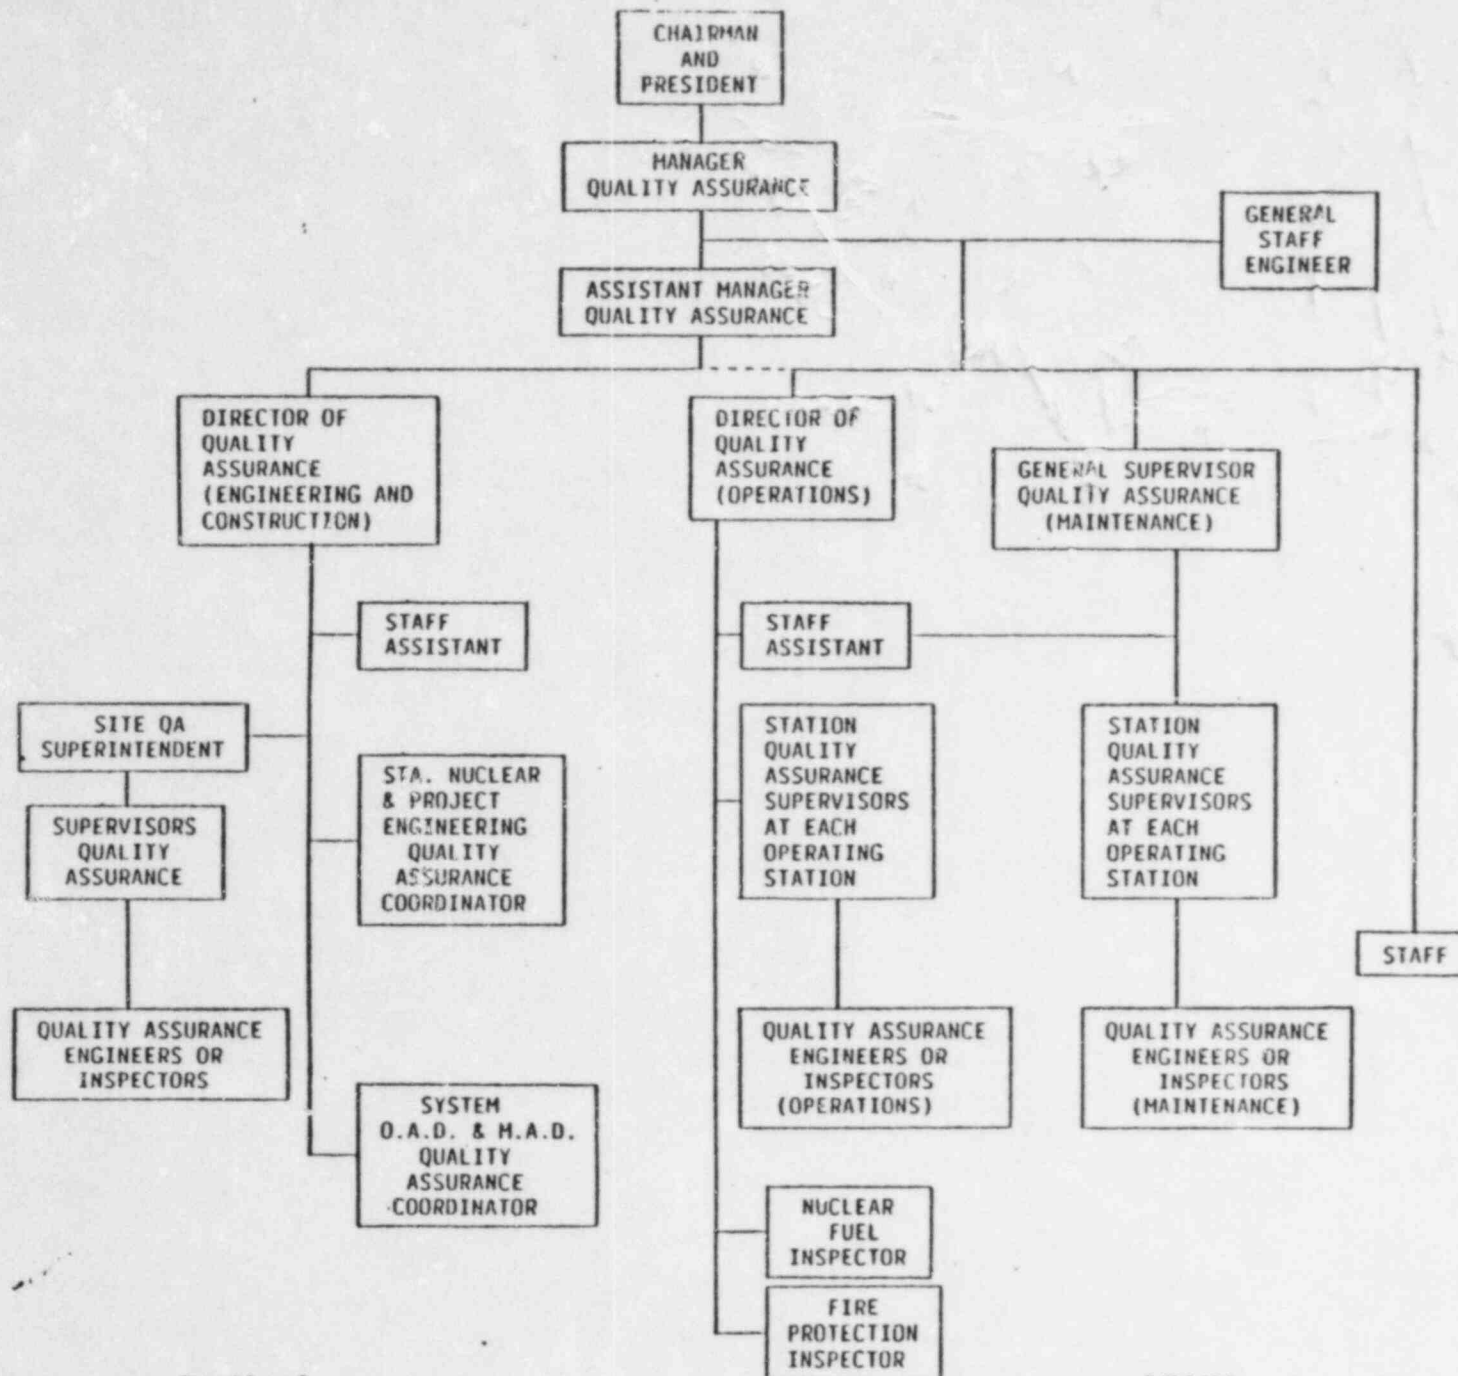 CHAIRMAN
AND
PRESIDENT
MANAGER
QUALITY ASSURANCE
GENERAL
STAFF
ENGINEER
ASSISTANT MANAGER
QUALITY ASSURANCE
DIRECTOR OF
QUALITY
ASSURANCE
(ENGINEERING AND
CONSTRUCTION)
DIRECTOR OF
QUALITY
ASSURANCE
(OPERATIONS)
GENERAL SUPERVISOR
QUALITY ASSURANCE
(MAINTENANCE)
STAFF
ASSISTANT
STAFF
ASSISTANT
SITE QA
SUPERINTENDENT
STA. NUCLEAR
& PROJECT
ENGINEERING
QUALITY
ASSURANCE
COORDINATOR
STATION
QUALITY
ASSURANCE
SUPERVISORS
AT EACH
OPERATING
STATION
STATION
QUALITY
ASSURANCE
SUPERVISORS
AT EACH
OPERATING
STATION
SUPERVISORS
QUALITY
ASSURANCE
STAFF
QUALITY ASSURANCE
ENGINEERS OR
INSPECTORS
QUALITY ASSURANCE
ENGINEERS OR
INSPECTORS
(OPERATIONS)
QUALITY ASSURANCE
ENGINEERS OR
INSPECTORS
(MAINTENANCE)
SYSTEM
O.A.D. & M.A.D.
QUALITY
ASSURANCE
COORDINATOR
NUCLEAR
FUEL
INSPECTOR
FIRE
PROTECTION
INSPECTOR